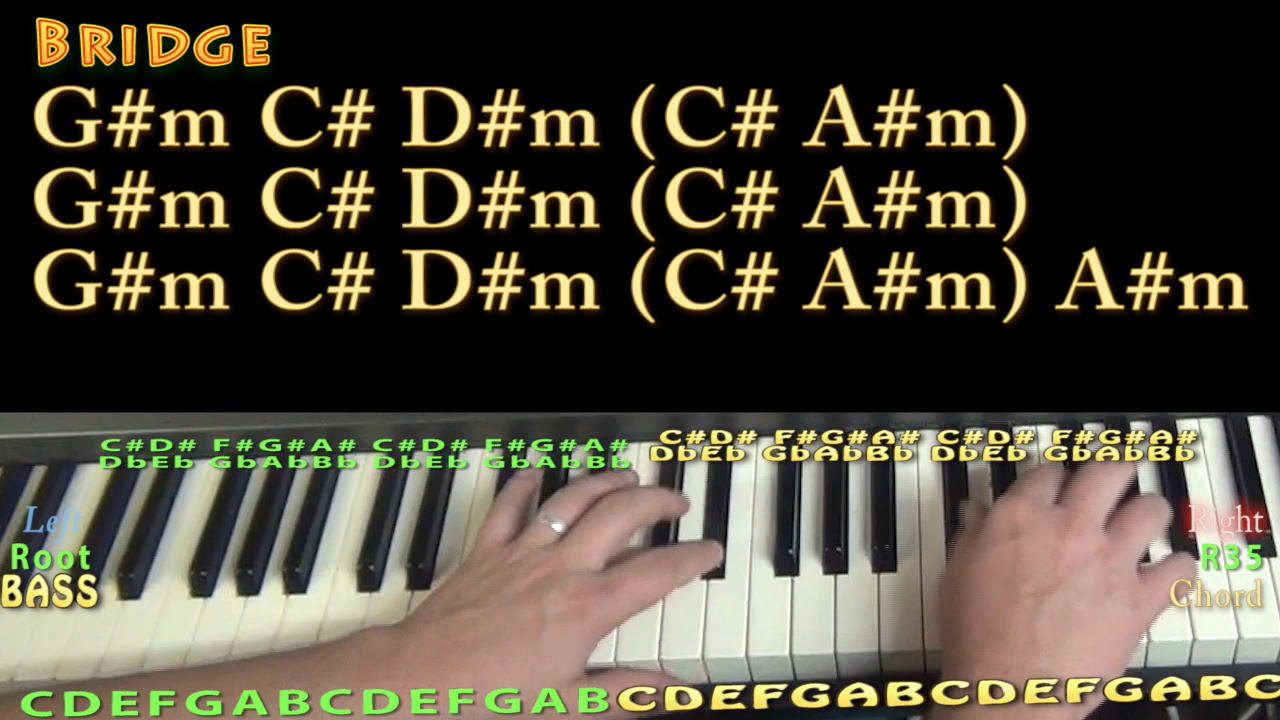 BRIDGE
G#m C# D#m (C# A#m)
G#m C# D#m (C# A#m)
G#m C# D#m (C# A#m) A#m
C#D# F#G#A# C#D# F#G#A# C#D# F#G#A# C#D# F#G#A#
DbEb GbAbBb DbEb GbAbBb DbEb GbAbBb DbEb GbAbBb
Left
Root
BASS
Right
R35
Chord
CDEFGABCDEFGABCDEFGABCDEFGABC